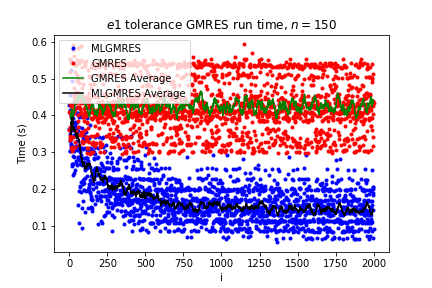 e1 tolerance GMRES run time, n = 150
MLGMRES
GMRES
GMRES Average
MLGMRES Average
Time (s)
0.6
0.5
0.4
0.3
0.2
0.1
0 250 500 750 1000 1250 1500 1750 2000
i